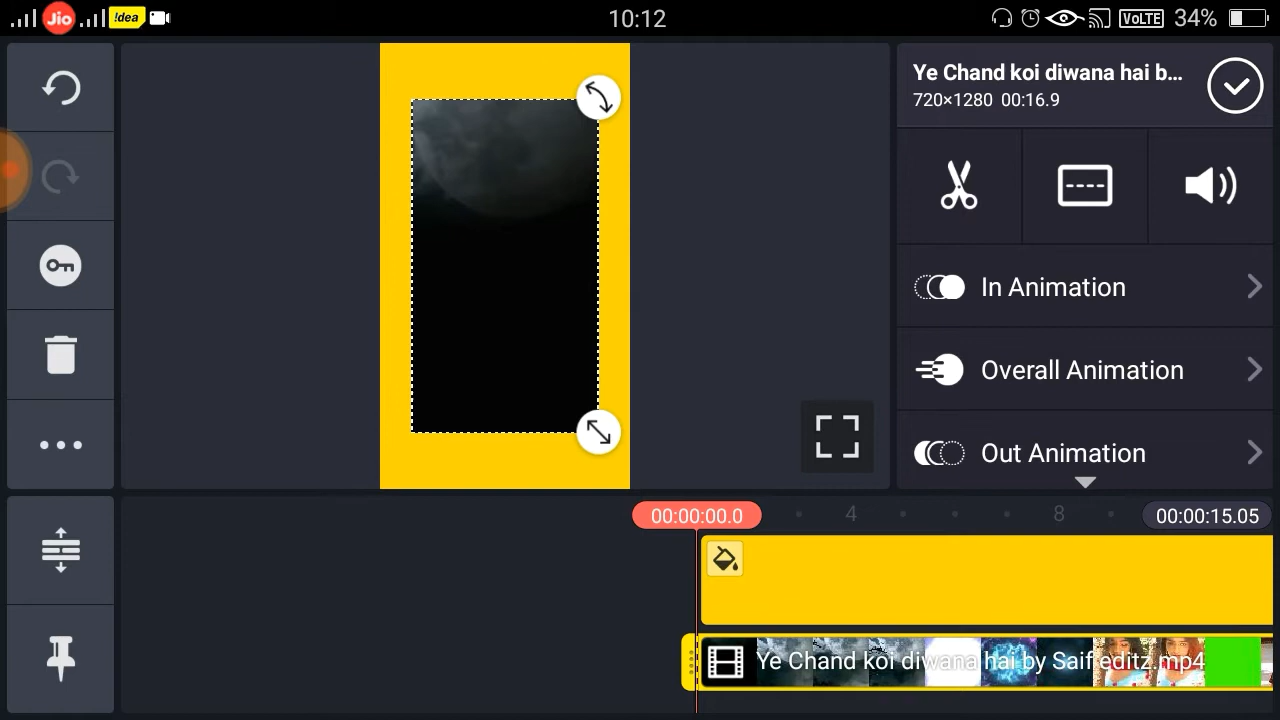 Jio
!dea
10:12
VoLTE
34%
Ye Chand koi diwana hai b...
720×1280 00:16.9
In Animation
Overall Animation
Out Animation
00:00:00.0
4
8
00:00:15.05
Ye Chand koi diwana hai by Saif editz.mp4